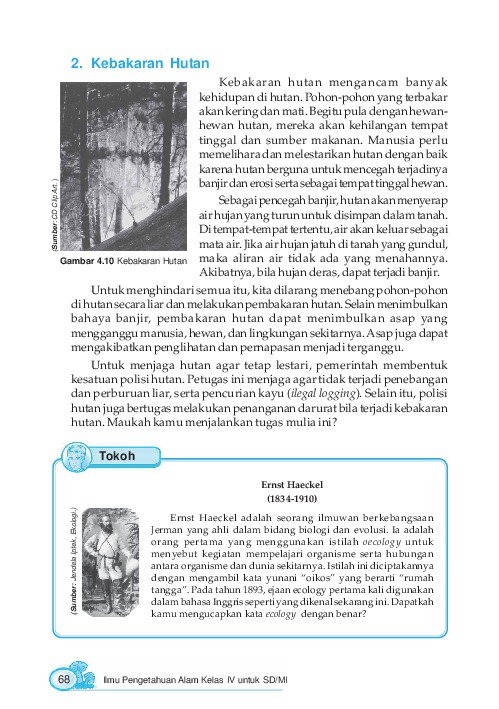 2. Kebakaran Hutan
Kebakaran hutan mengancam banyak
kehidupan di hutan. Pohon-pohon yang terbakar
akan kering dan mati. Begitu pula dengan hewan-
hewan hutan, mereka akan kehilangan tempat
tinggal dan sumber makanan. Manusia perlu
memelihara dan melestarikan hutan dengan baik
karena hutan berguna untuk mencegah terjadinya
banjir dan erosi serta sebagai tempat tinggal hewan.
Sebagai pencegah banjir, hutan akan menyerap
air hujan yang turun untuk disimpan dalam tanah.
Di tempat-tempat tertentu, air akan keluar sebagai
mata air. Jika air hujan jatuh di tanah yang gundul,
maka aliran air tidak ada yang menahannya.
Akibatnya, bila hujan deras, dapat terjadi banjir.
(Sumber: CD Clip Art.)
Gambar 4.10 Kebakaran Hutan
Untuk menghindari semua itu, kita dilarang menebang pohon-pohon
di hutan secara liar dan melakukan pembakaran hutan. Selain menimbulkan
bahaya banjir, pembakaran hutan dapat menimbulkan asap yang
mengganggu manusia, hewan, dan lingkungan sekitarnya. Asap juga dapat
mengakibatkan penglihatan dan pernapasan menjadi terganggu.
Untuk menjaga hutan agar tetap lestari, pemerintah membentuk
kesatuan polisi hutan. Petugas ini menjaga agar tidak terjadi penebangan
dan perburuan liar, serta pencurian kayu (ilegal logging). Selain itu, polisi
hutan juga bertugas melakukan penanganan darurat bila terjadi kebakaran
hutan. Maukah kamu menjalankan tugas mulia ini?
Tokoh
Ernst Haeckel
(1834-1910)
Ernst Haeckel adalah seorang ilmuwan berkebangsaan
Jerman yang ahli dalam bidang biologi dan evolusi. Ia adalah
orang pertama yang menggunakan istilah oecology untuk
menyebut kegiatan mempelajari organisme serta hubungan
antara organisme dan dunia sekitarnya. Istilah ini diciptakannya
dengan mengambil kata yunani “oikos” yang berarti “rumah
tangga”. Pada tahun 1893, ejaan ecology pertama kali digunakan
dalam bahasa Inggris seperti yang dikenal sekarang ini. Dapatkah
kamu mengucapkan kata ecology dengan benar?
(Sumber: Jendela Iptek, Ekologi.)
68 Ilmu Pengetahuan Alam Kelas IV untuk SD/MI